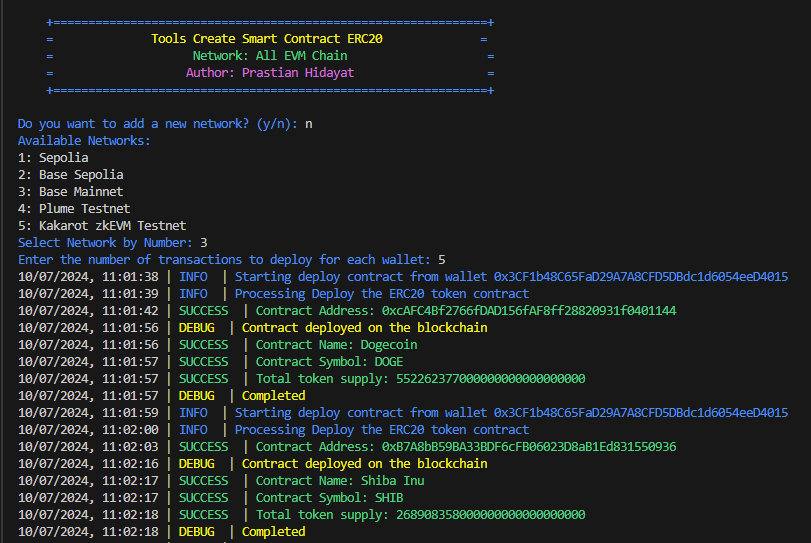 +==============================================================+
= Tools Create Smart Contract ERC20 =
= Network: All EVM Chain =
= Author: Prastian Hidayat =
+==============================================================+
Do you want to add a new network? (y/n): n
Available Networks:
1: Sepolia
2: Base Sepolia
3: Base Mainnet
4: Plume Testnet
5: Kakarot zkEVM Testnet
Select Network by Number: 3
Enter the number of transactions to deploy for each wallet: 5
10/07/2024, 11:01:38 | INFO | Starting deploy contract from wallet 0x3CF1b48C65FaD29A7A8CFD5DBdc1d6054eeD4015
10/07/2024, 11:01:39 | INFO | Processing Deploy the ERC20 token contract
10/07/2024, 11:01:42 | SUCCESS | Contract Address: 0xcAFC4Bf2766fDAD156fAF8ff28820931f0401144
10/07/2024, 11:01:56 | DEBUG | Contract deployed on the blockchain
10/07/2024, 11:01:56 | SUCCESS | Contract Name: Dogecoin
10/07/2024, 11:01:57 | SUCCESS | Contract Symbol: DOGE
10/07/2024, 11:01:57 | SUCCESS | Total token supply: 552262377000000000000000000
10/07/2024, 11:01:57 | DEBUG | Completed
10/07/2024, 11:01:59 | INFO | Starting deploy contract from wallet 0x3CF1b48C65FaD29A7A8CFD5DBdc1d6054eeD4015
10/07/2024, 11:02:00 | INFO | Processing Deploy the ERC20 token contract
10/07/2024, 11:02:03 | SUCCESS | Contract Address: 0xB7A8bB59BA33BDF6cFB06023D8aB1Ed831550936
10/07/2024, 11:02:16 | DEBUG | Contract deployed on the blockchain
10/07/2024, 11:02:17 | SUCCESS | Contract Name: Shiba Inu
10/07/2024, 11:02:17 | SUCCESS | Contract Symbol: SHIB
10/07/2024, 11:02:18 | SUCCESS | Total token supply: 268908358000000000000000000
10/07/2024, 11:02:18 | DEBUG | Completed